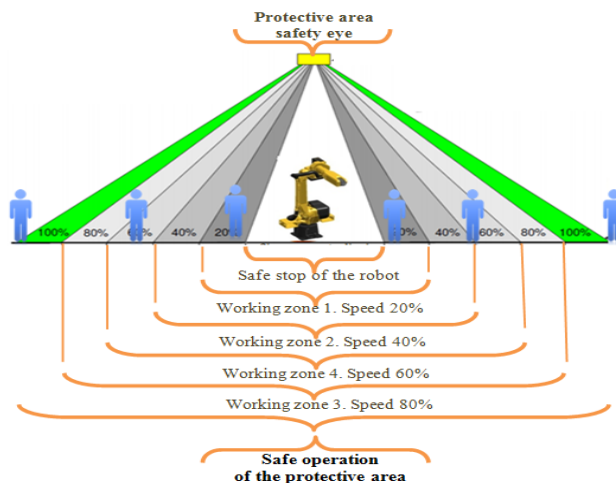 Protective area
safety eye
100% 80% 60% 40% 20% 20% 40% 60% 80% 100%
Safe stop of the robot
Working zone 1. Speed 20%
Working zone 2. Speed 40%
Working zone 4. Speed 60%
Working zone 3. Speed 80%
Safe operation
of the protective area